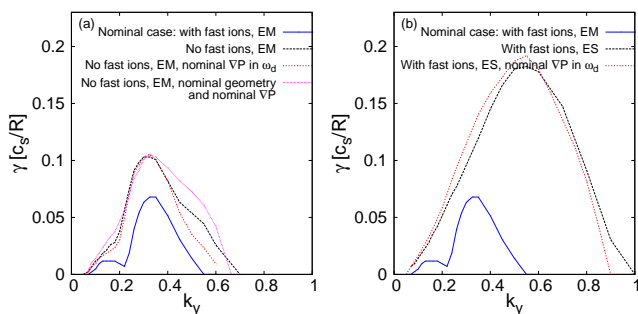 (a)
Nominal case: with fast ions, EM
No fast ions, EM
No fast ions, EM, nominal ∇P in ω_d
No fast ions, EM, nominal geometry
and nominal ∇P
γ [c_s/R]
0.2
0.15
0.1
0.05
0
0 0.2 0.4 0.6 0.8 1
k_y
(b)
Nominal case: with fast ions, EM
With fast ions, ES
With fast ions, ES, nominal ∇P in ω_d
γ [c_s/R]
0.2
0.15
0.1
0.05
0
0 0.2 0.4 0.6 0.8 1
k_y